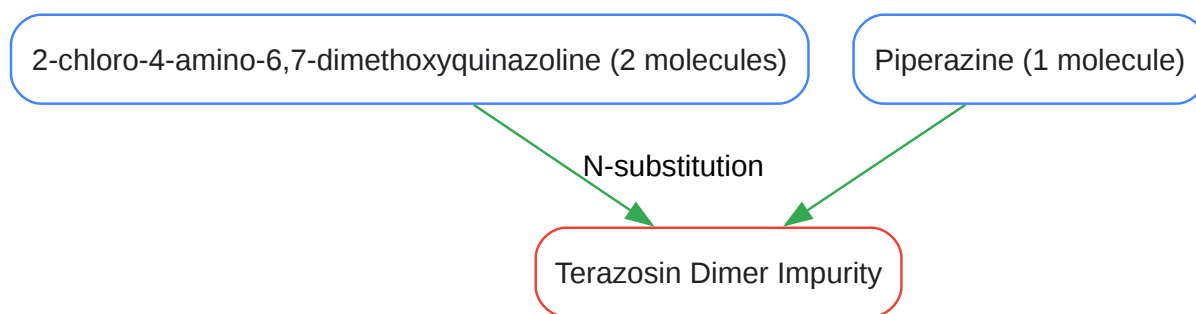 2-chloro-4-amino-6,7-dimethoxyquinazoline (2 molecules)
Piperazine (1 molecule)
N-substitution
Terazosin Dimer Impurity